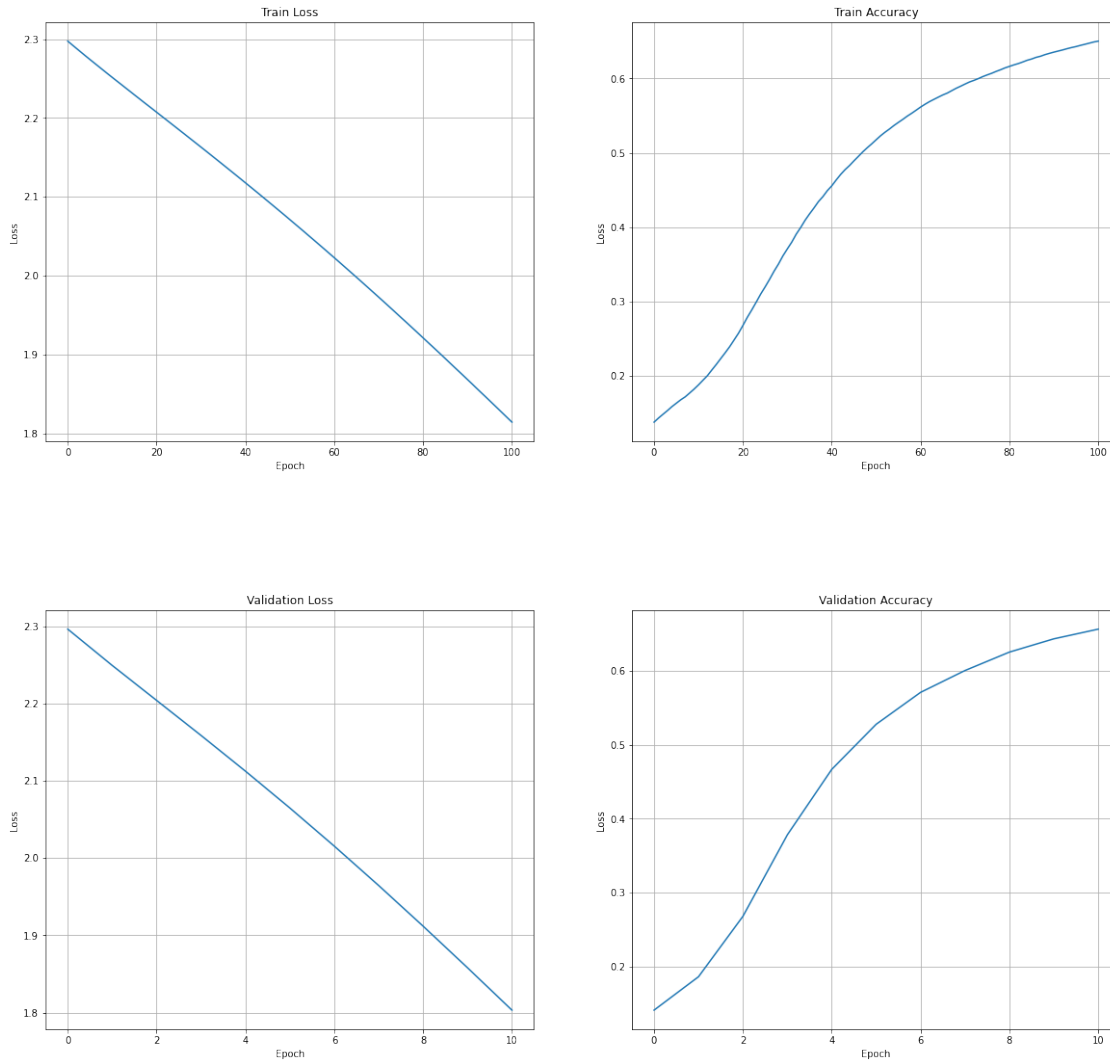 Train Loss
2.3
2.2
2.1
2.0
1.9
1.8
Loss
0 20 40 60 80 100
Epoch
Train Accuracy
0.6
0.5
0.4
0.3
0.2
Loss
0 20 40 60 80 100
Epoch
Validation Loss
2.3
2.2
2.1
2.0
1.9
1.8
Loss
0 2 4 6 8 10
Epoch
Validation Accuracy
0.6
0.5
0.4
0.3
0.2
Loss
0 2 4 6 8 10
Epoch